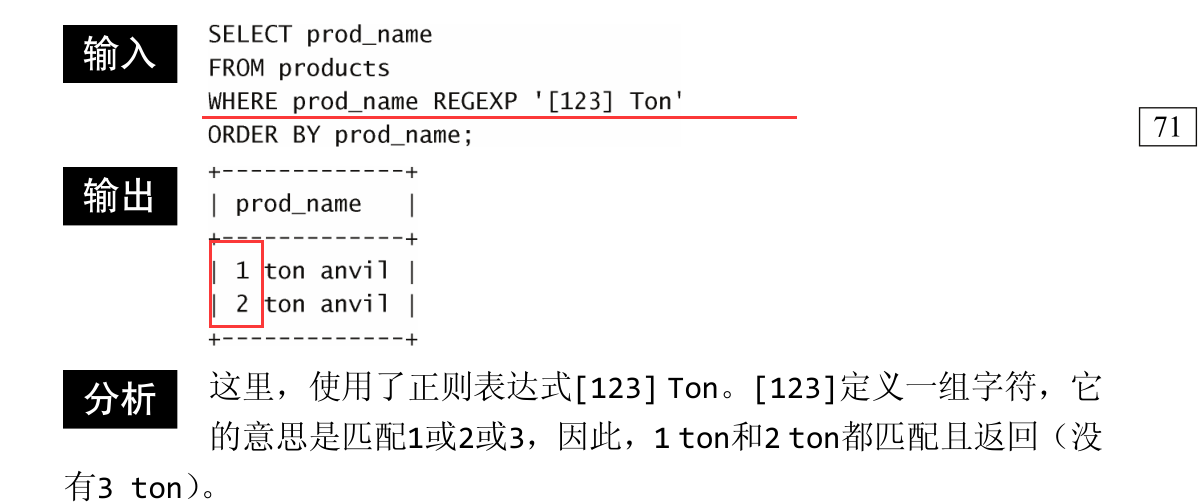 输入
SELECT prod_name
FROM products
WHERE prod_name REGEXP '[123] Ton'
ORDER BY prod_name;
71
输出
+-------------+
| prod_name   |
+-------------+
| 1 ton anvil |
| 2 ton anvil |
+-------------+
分析
这里，使用了正则表达式[123] Ton。[123]定义一组字符，它
的意思是匹配1或2或3，因此，1 ton和2 ton都匹配且返回（没
有3 ton）。